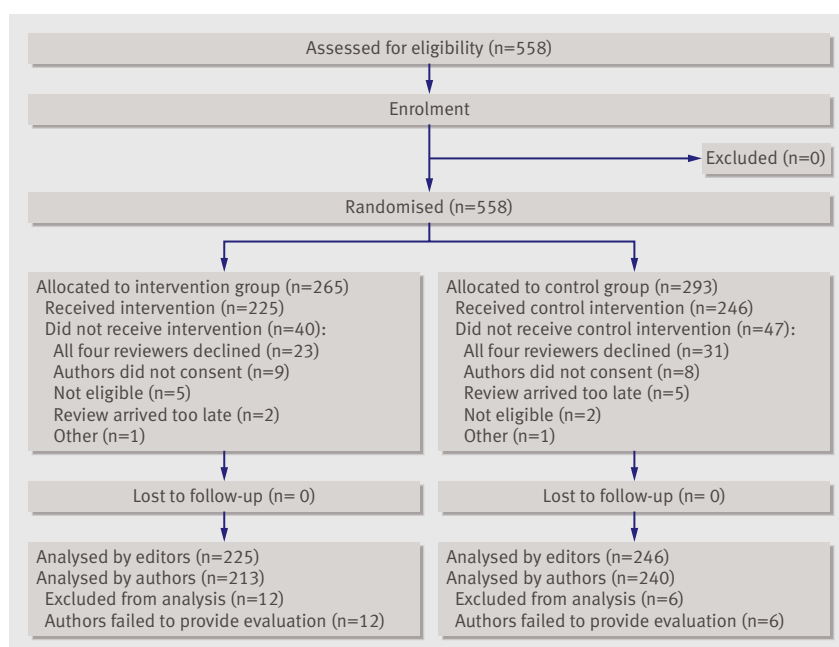 Assessed for eligibility (n=558)
Enrolment
Excluded (n=0)
Randomised (n=558)
Allocated to intervention group (n=265)
Received intervention (n=225)
Did not receive intervention (n=40):
All four reviewers declined (n=23)
Authors did not consent (n=9)
Not eligible (n=5)
Review arrived too late (n=2)
Other (n=1)
Allocated to control group (n=293)
Received control intervention (n=246)
Did not receive control intervention (n=47):
All four reviewers declined (n=31)
Authors did not consent (n=8)
Review arrived too late (n=5)
Not eligible (n=2)
Other (n=1)
Lost to follow-up (n= 0)
Lost to follow-up (n= 0)
Analysed by editors (n=225)
Analysed by authors (n=213)
Excluded from analysis (n=12)
Authors failed to provide evaluation (n=12)
Analysed by editors (n=246)
Analysed by authors (n=240)
Excluded from analysis (n=6)
Authors failed to provide evaluation (n=6)